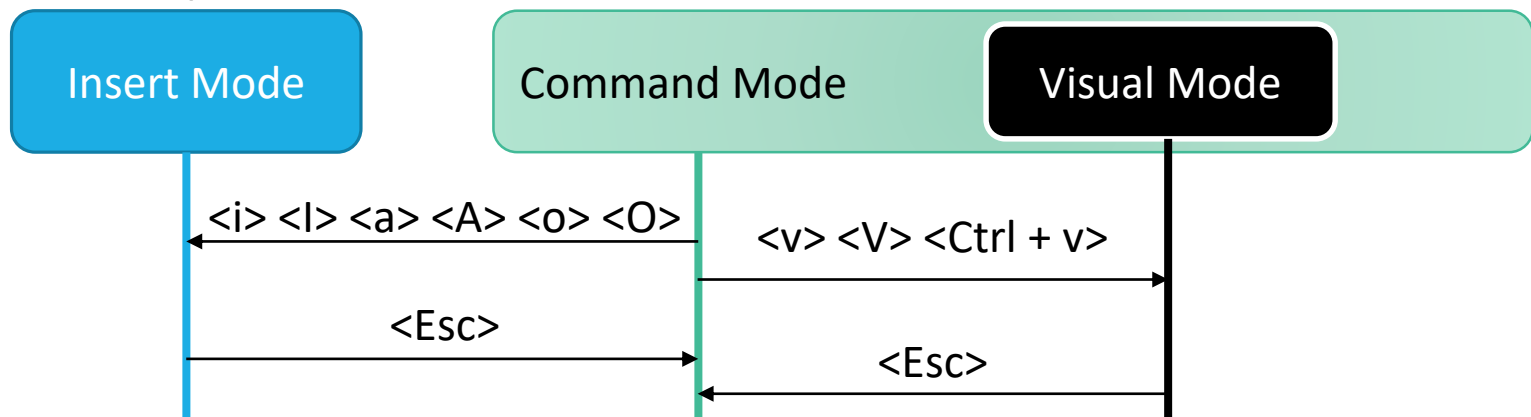 Insert Mode
Command Mode
Visual Mode
<i> <I> <a> <A> <o> <O>
<v> <V> <Ctrl + v>
<Esc>
<Esc>